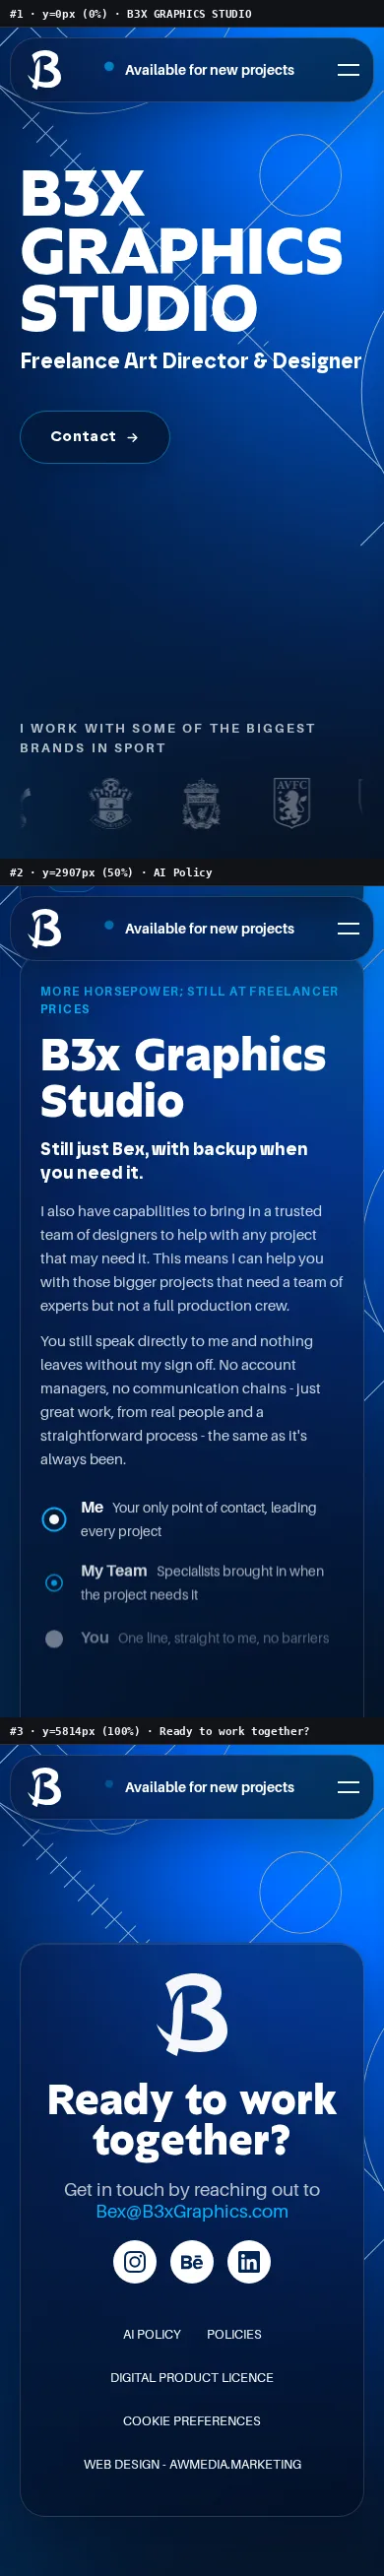 #1 · y=0px (0%) · B3X GRAPHICS STUDIO
B
Available for new projects
B3X
GRAPHICS
STUDIO
Freelance Art Director & Designer
Contact →
I WORK WITH SOME OF THE BIGGEST
BRANDS IN SPORT
AVFC
#2 · y=2907px (50%) · AI Policy
B
Available for new projects
MORE HORSEPOWER; STILL AT FREELANCER
PRICES
B3x Graphics
Studio
Still just Bex, with backup when
you need it.
I also have capabilities to bring in a trusted
team of designers to help with any project
that may need it. This means I can help you
with those bigger projects that need a team of
experts but not a full production crew.
You still speak directly to me and nothing
leaves without my sign off. No account
managers, no communication chains - just
great work, from real people and a
straightforward process - the same as it's
always been.
Me Your only point of contact, leading
every project
My Team Specialists brought in when
the project needs it
You One line, straight to me, no barriers
#3 · y=5814px (100%) · Ready to work together?
B
Available for new projects
B
Ready to work
together?
Get in touch by reaching out to
Bex@B3xGraphics.com
Bē
in
AI POLICY POLICIES
DIGITAL PRODUCT LICENCE
COOKIE PREFERENCES
WEB DESIGN - AWMEDIA.MARKETING